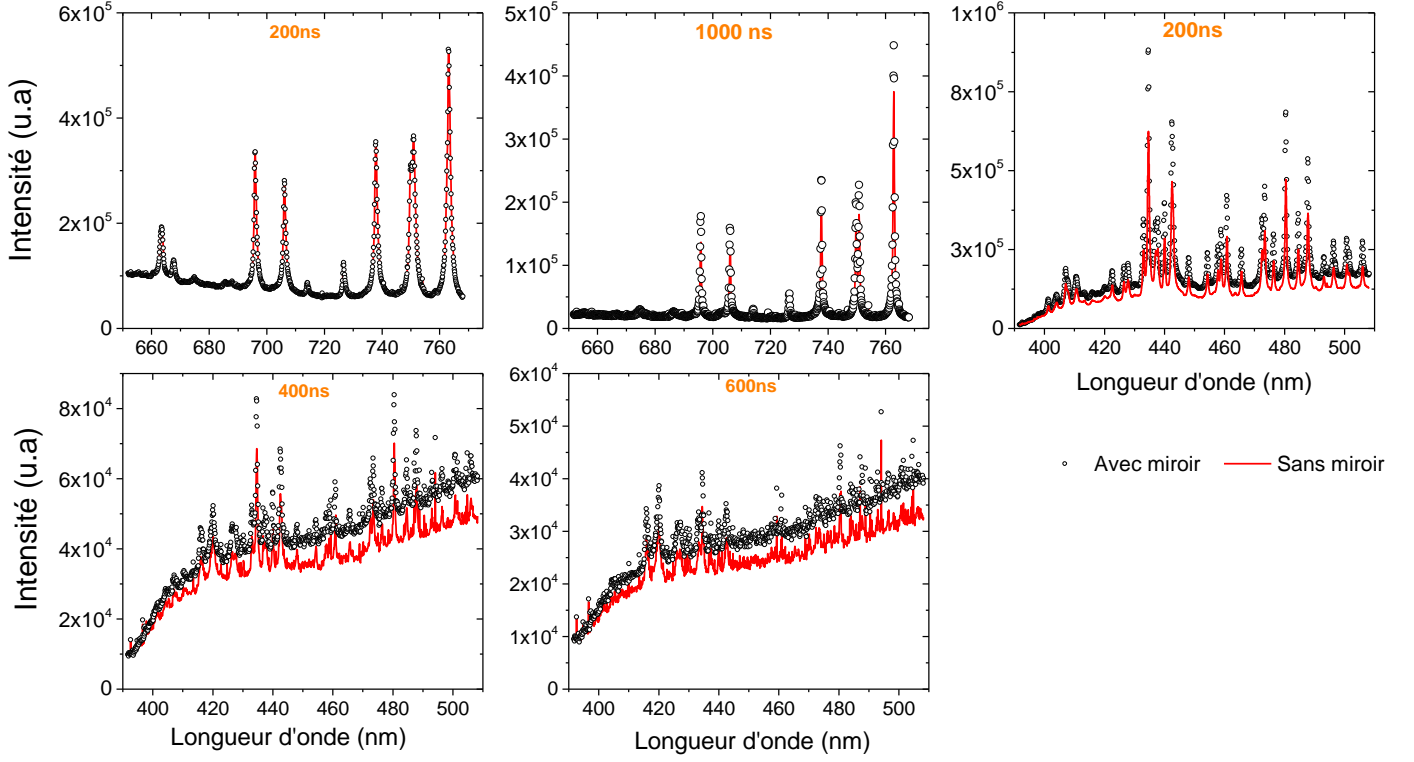 Intensité (u.a)
200ns
6x10⁵
4x10⁵
2x10⁵
0
660 680 700 720 740 760
1000 ns
5x10⁵
4x10⁵
3x10⁵
2x10⁵
1x10⁵
0
660 680 700 720 740 760
200ns
1x10⁶
8x10⁵
5x10⁵
3x10⁵
0
400 420 440 460 480 500
Longueur d'onde (nm)
Intensité (u.a)
400ns
8x10⁴
6x10⁴
4x10⁴
2x10⁴
0
400 420 440 460 480 500
Longueur d'onde (nm)
600ns
6x10⁴
5x10⁴
4x10⁴
3x10⁴
2x10⁴
1x10⁴
0
400 420 440 460 480 500
Longueur d'onde (nm)
Avec miroir Sans miroir